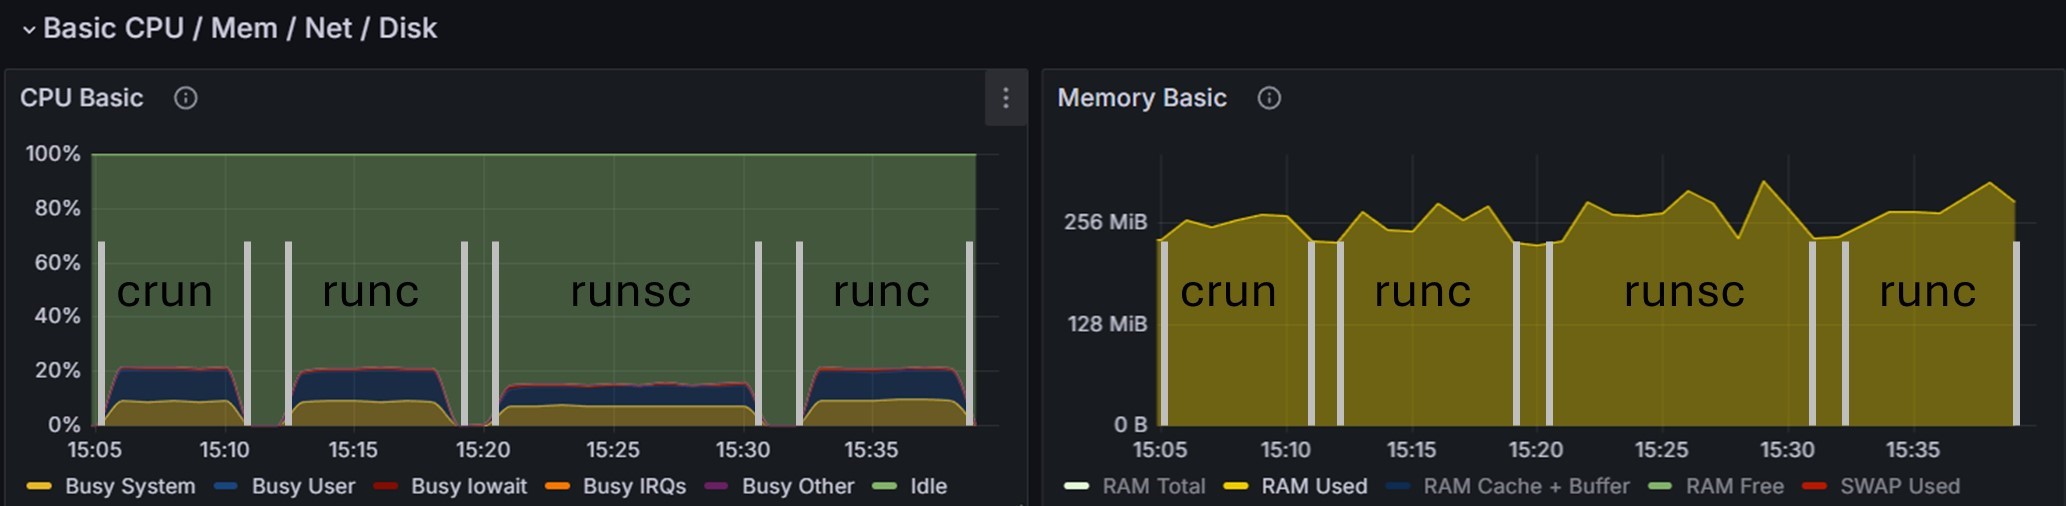 Basic CPU / Mem / Net / Disk
CPU Basic
100%
80%
60%
40%
20%
0%
crun runc runsc runc
15:05 15:10 15:15 15:20 15:25 15:30 15:35
Busy System Busy User Busy Iowait Busy IRQs Busy Other Idle
Memory Basic
256 MiB
128 MiB
0 B
crun runc runsc runc
15:05 15:10 15:15 15:20 15:25 15:30 15:35
RAM Total RAM Used RAM Cache + Buffer RAM Free SWAP Used